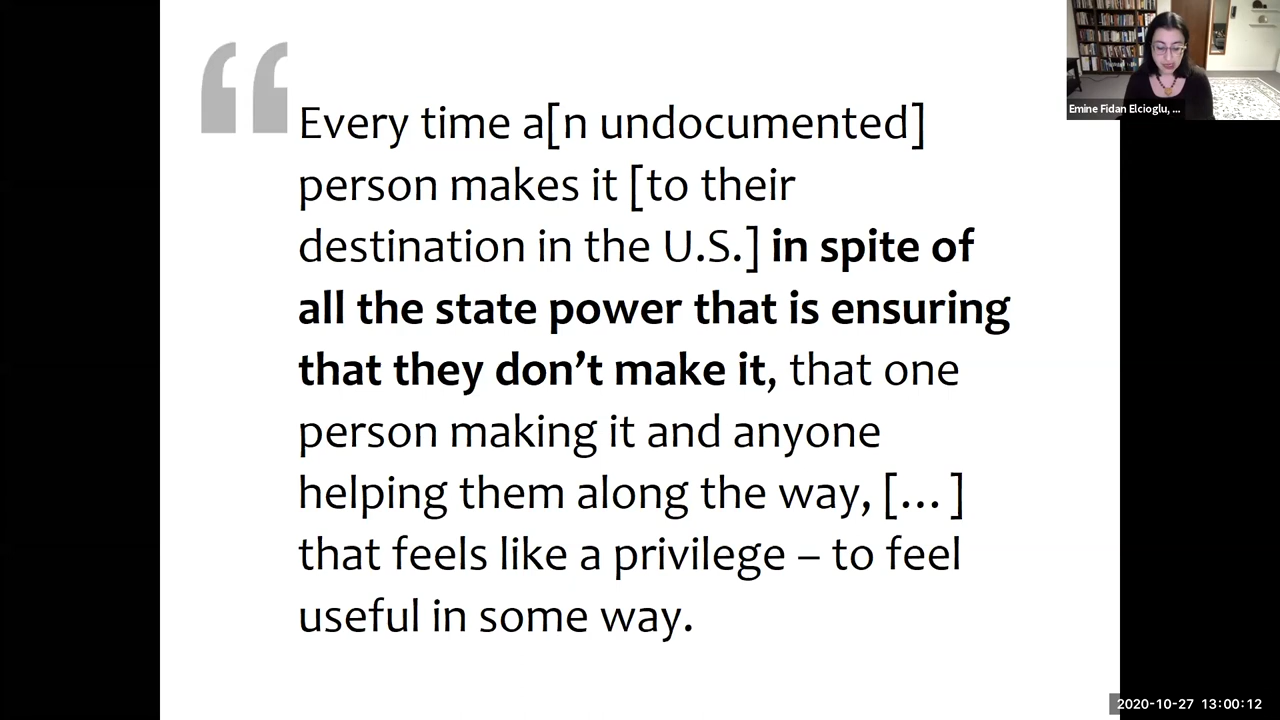 “
Every time a[n undocumented]
person makes it [to their
destination in the U.S.] in spite of
all the state power that is ensuring
that they don’t make it, that one
person making it and anyone
helping them along the way, […]
that feels like a privilege – to feel
useful in some way.
Emine Fidan Elcioglu, ...
2020-10-27 13:00:12